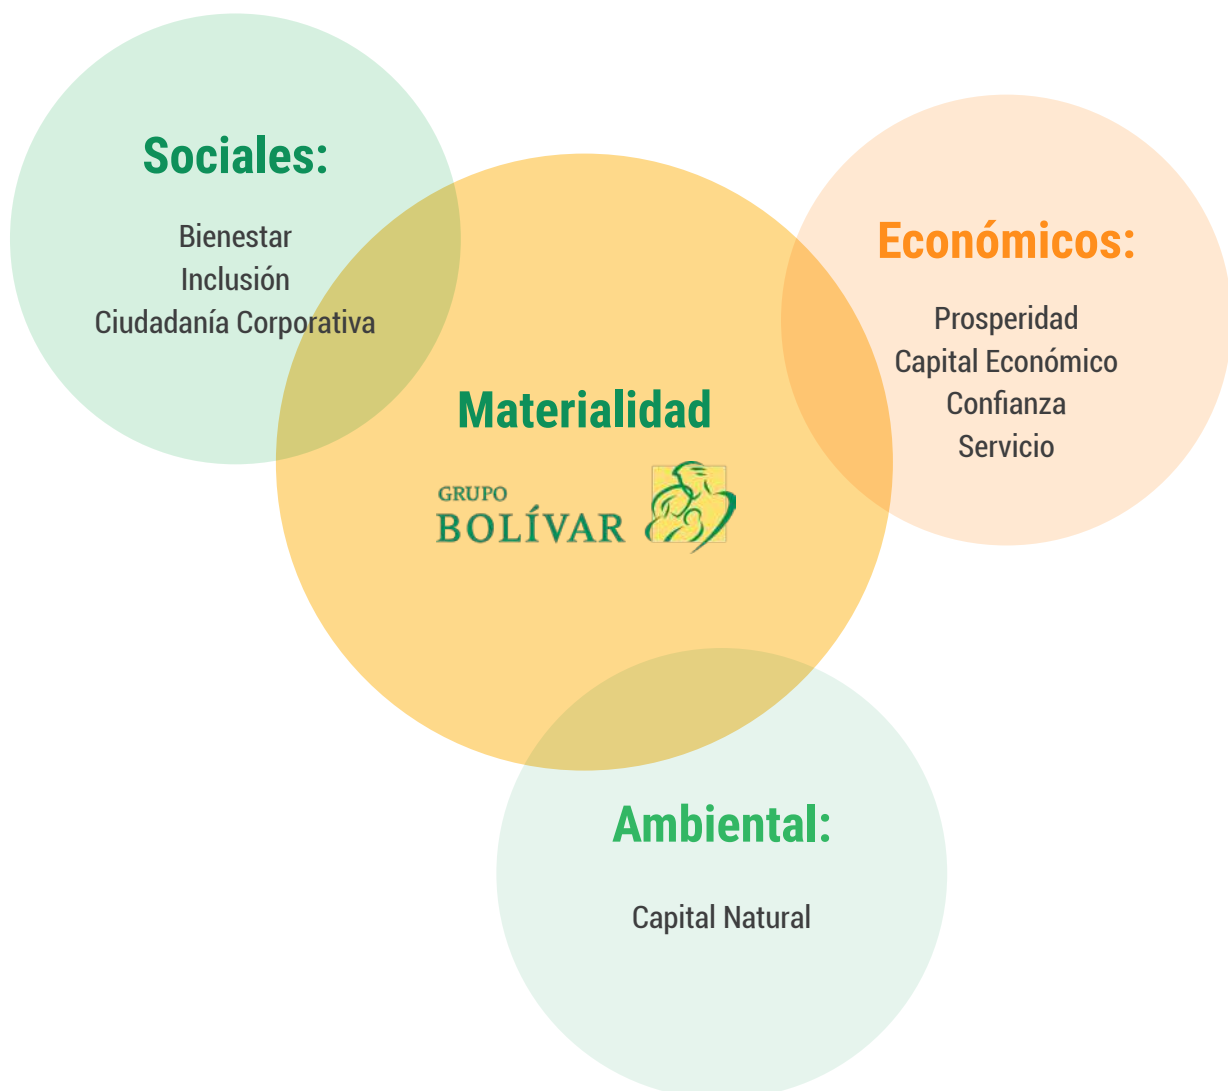 Sociales:
Bienestar
Inclusión
Ciudadanía Corporativa
Económicos:
Prosperidad
Capital Económico
Confianza
Servicio
Materialidad
GRUPO
BOLÍVAR
Ambiental:
Capital Natural